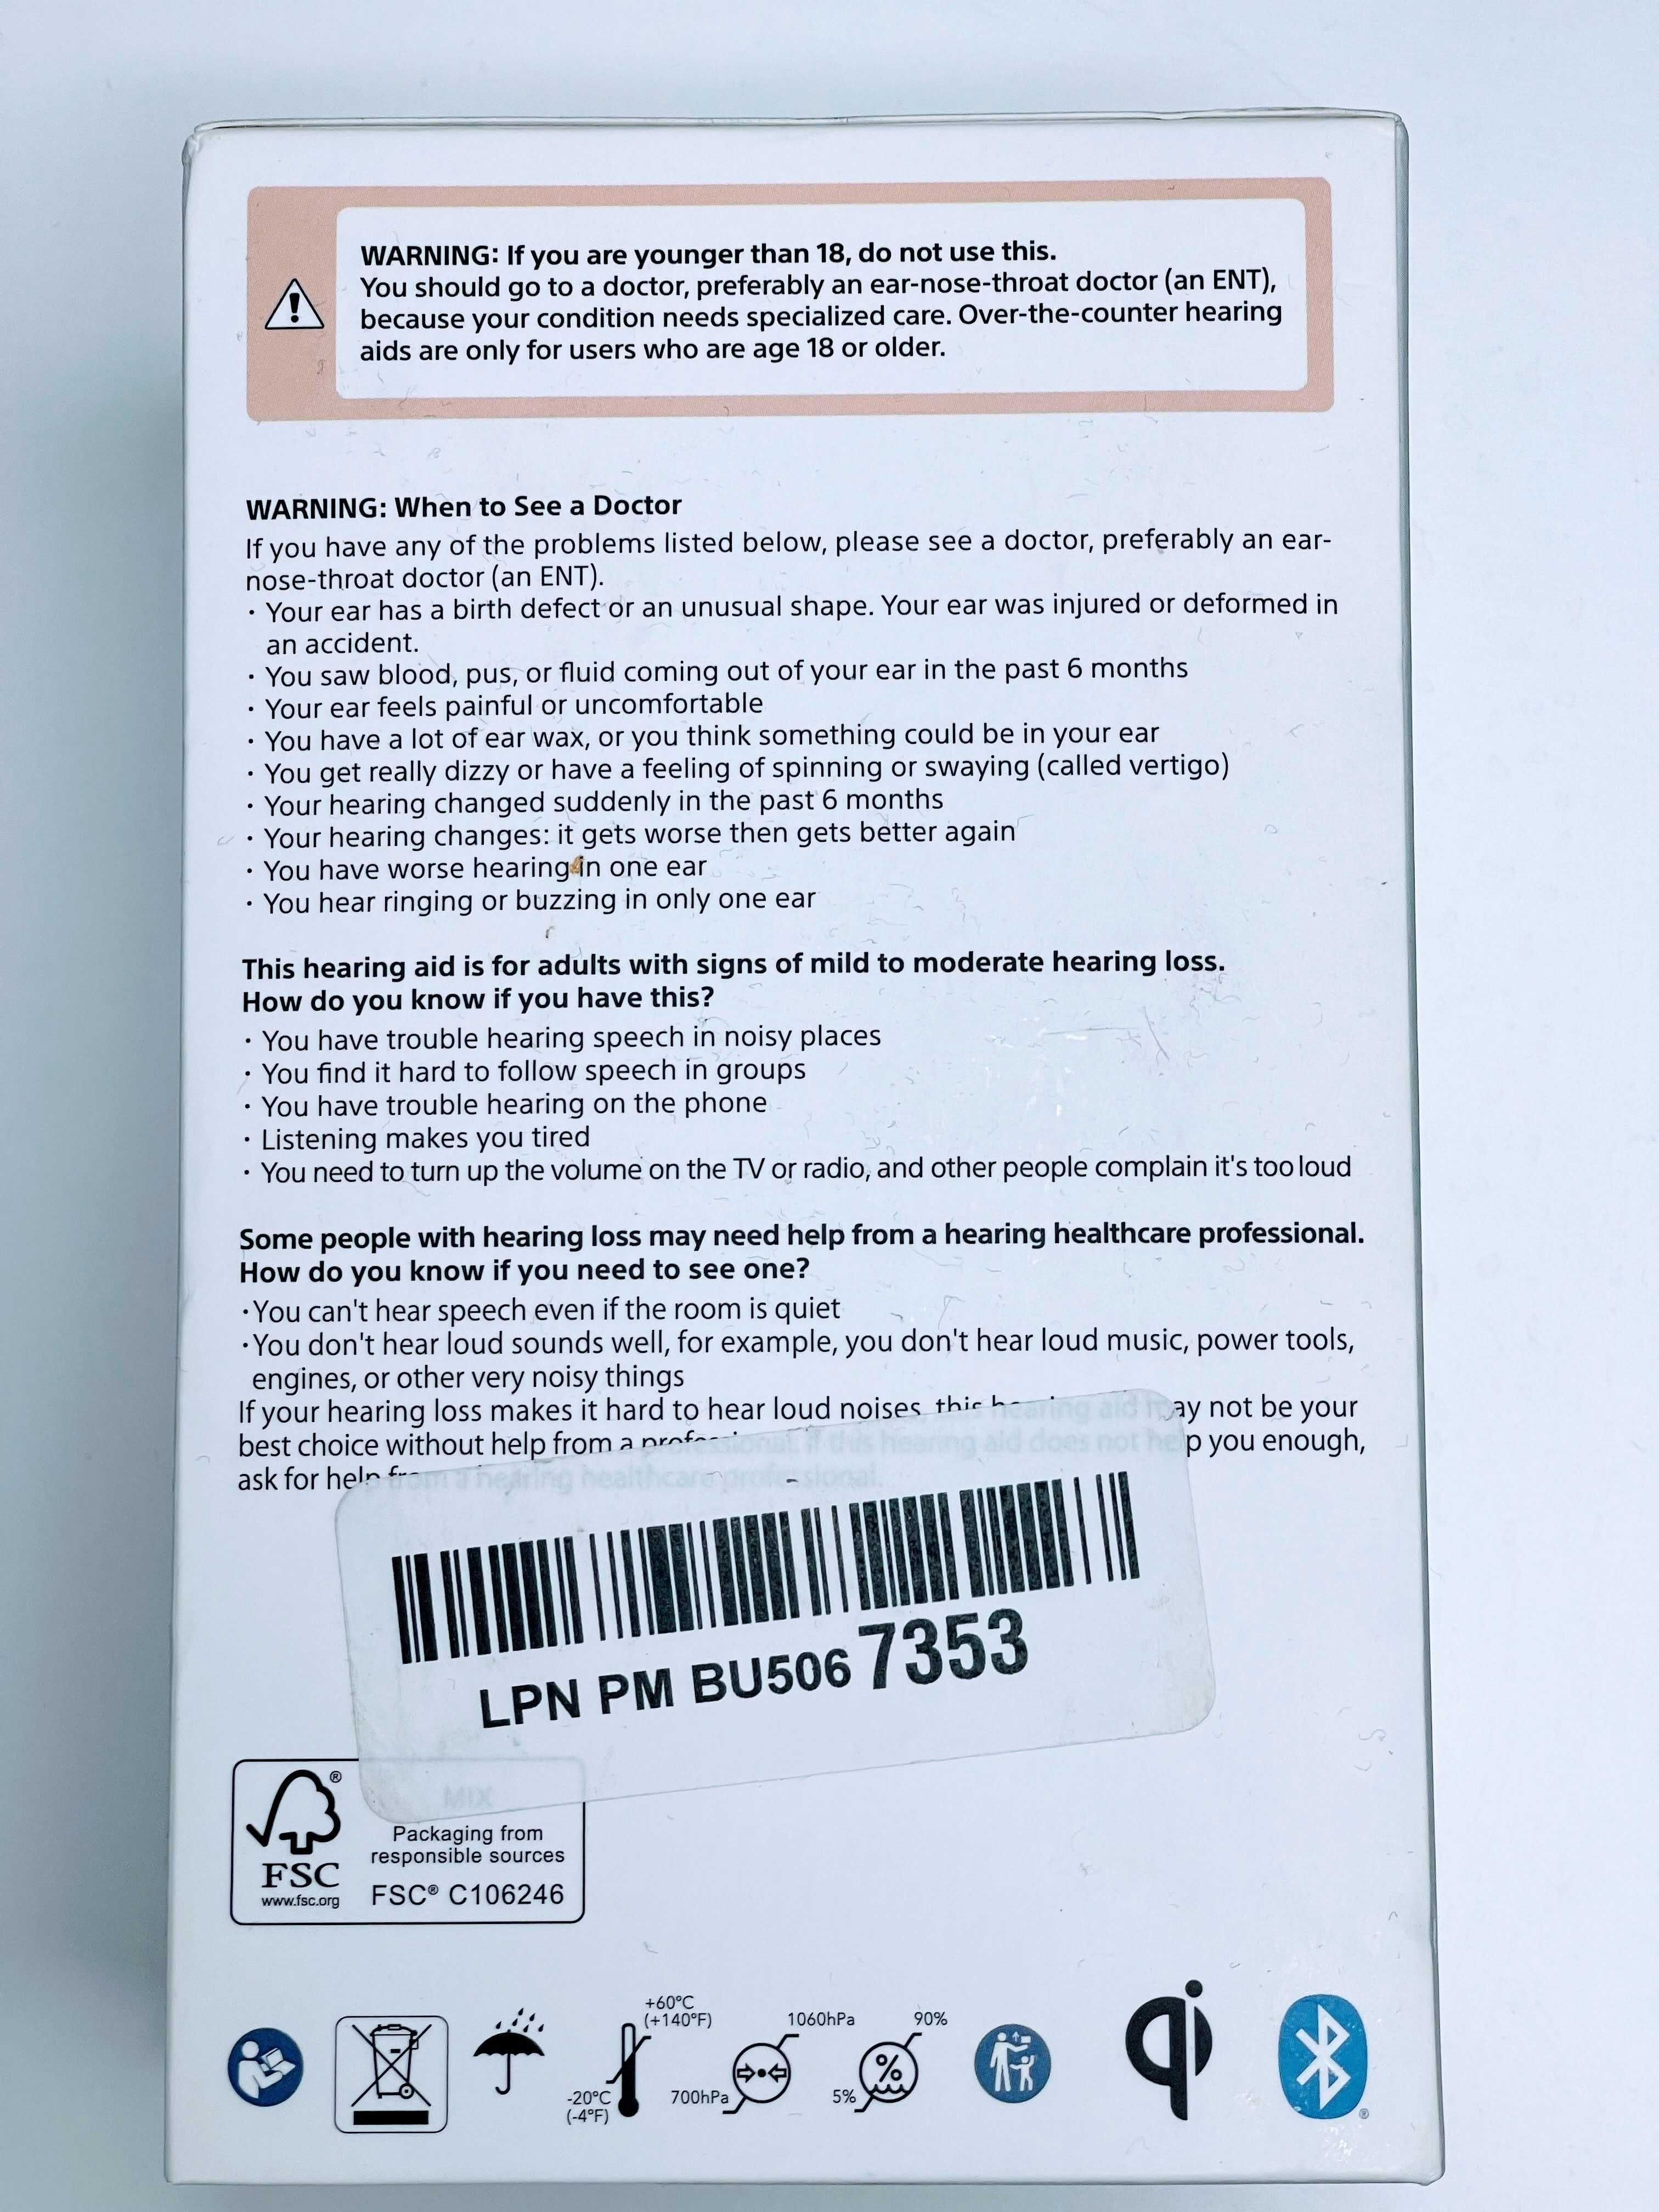 WARNING: If you are younger than 18, do not use this.
You should go to a doctor, preferably an ear-nose-throat doctor (an ENT),
because your condition needs specialized care. Over-the-counter hearing
aids are only for users who are age 18 or older.
WARNING: When to See a Doctor
If you have any of the problems listed below, please see a doctor, preferably an ear-
nose-throat doctor (an ENT).
· Your ear has a birth defect or an unusual shape. Your ear was injured or deformed in
an accident.
· You saw blood, pus, or fluid coming out of your ear in the past 6 months
· Your ear feels painful or uncomfortable
· You have a lot of ear wax, or you think something could be in your ear
· You get really dizzy or have a feeling of spinning or swaying (called vertigo)
· Your hearing changed suddenly in the past 6 months
· Your hearing changes: it gets worse then gets better again
· You have worse hearing in one ear
· You hear ringing or buzzing in only one ear
This hearing aid is for adults with signs of mild to moderate hearing loss.
How do you know if you have this?
· You have trouble hearing speech in noisy places
· You find it hard to follow speech in groups
· You have trouble hearing on the phone
· Listening makes you tired
· You need to turn up the volume on the TV or radio, and other people complain it's too loud
Some people with hearing loss may need help from a hearing healthcare professional.
How do you know if you need to see one?
· You can't hear speech even if the room is quiet
· You don't hear loud sounds well, for example, you don't hear loud music, power tools,
engines, or other very noisy things
If your hearing loss makes it hard to hear loud noises, this hearing aid may not be your
best choice without help from a professional. If this hearing aid does not help you enough,
ask for help from a hearing healthcare professional.
LPN PM BU506 7353
MIX
Packaging from
responsible sources
FSC® C106246
®
FSC
www.fsc.org
+60°C
(+140°F)
-20°C
(-4°F)
1060hPa
700hPa
90%
%
5%
qi
®